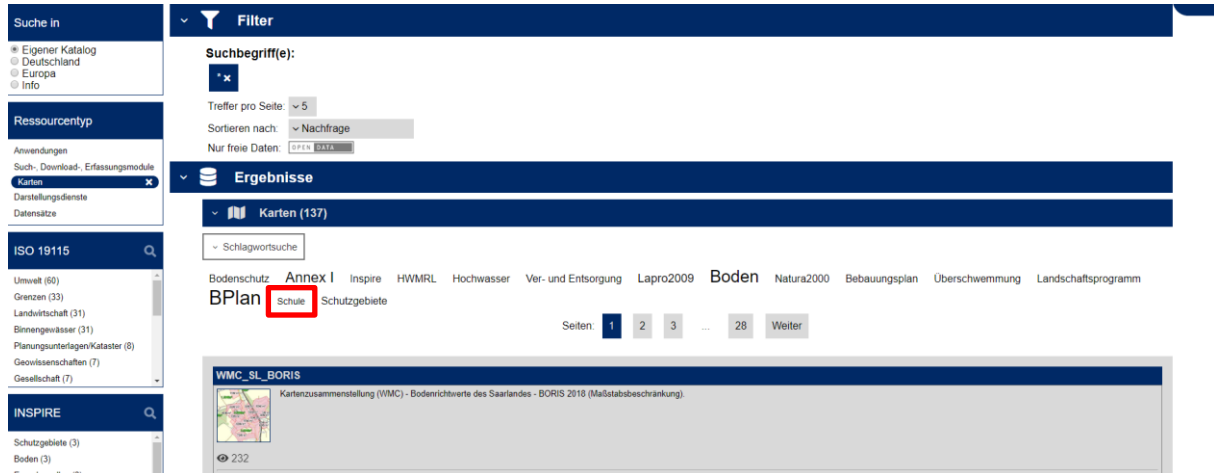 Suche in
Eigener Katalog
Deutschland
Europa
Info
Ressourcentyp
Anwendungen
Such-, Download-, Erfassungsmodule
Karten
Darstellungsdienste
Datensätze
ISO 19115
Umwelt (60)
Grenzen (33)
Landwirtschaft (31)
Binnengewässer (31)
Planungsunterlagen/Kataster (8)
Geowissenschaften (7)
Gesellschaft (7)
INSPIRE
Schutzgebiete (3)
Boden (3)
Filter
Suchbegriff(e):
*
Treffer pro Seite: 5
Sortieren nach: Nachfrage
Nur freie Daten: OPEN DATA
Ergebnisse
Karten (137)
Schlagwortsuche
Bodenschutz Annex I Inspire HWMRL Hochwasser Ver- und Entsorgung Lapro2009 Boden Natura2000 Bebauungsplan Überschwemmung Landschaftsprogramm
BPlan Schule Schutzgebiete
Seiten: 1 2 3 ... 28 Weiter
WMC_SL_BORIS
Kartenzusammenstellung (WMC) - Bodenrichtwerte des Saarlandes - BORIS 2018 (Maßstabsbeschränkung).
232